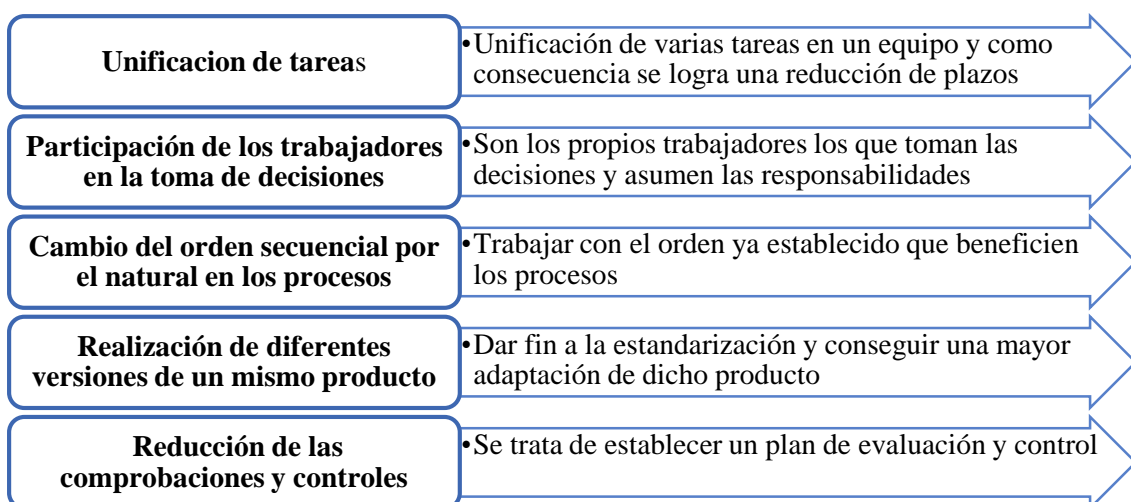 Unificacion de tareas
•Unificación de varias tareas en un equipo y como
consecuencia se logra una reducción de plazos
Participación de los trabajadores
en la toma de decisiones
•Son los propios trabajadores los que toman las
decisiones y asumen las responsabilidades
Cambio del orden secuencial por
el natural en los procesos
•Trabajar con el orden ya establecido que beneficien
los procesos
Realización de diferentes
versiones de un mismo producto
•Dar fin a la estandarización y conseguir una mayor
adaptación de dicho producto
Reducción de las
comprobaciones y controles
•Se trata de establecer un plan de evaluación y control